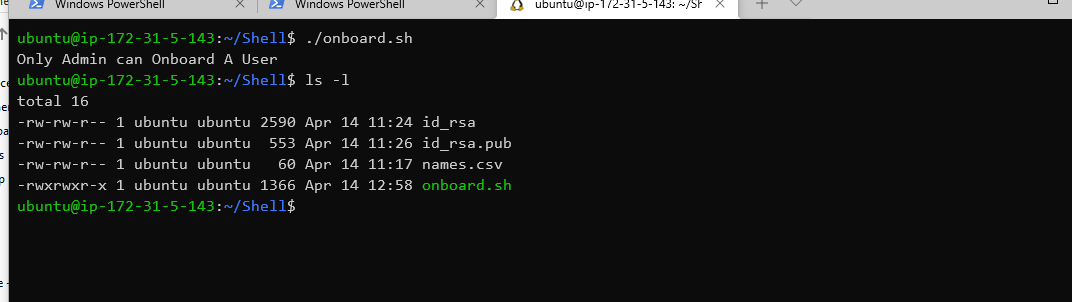 Windows PowerShell
Windows PowerShell
ubuntu@ip-172-31-5-143: ~/Sh
ubuntu@ip-172-31-5-143:~/Shell$ ./onboard.sh
Only Admin can Onboard A User
ubuntu@ip-172-31-5-143:~/Shell$ ls -l
total 16
-rw-rw-r-- 1 ubuntu ubuntu 2590 Apr 14 11:24 id_rsa
-rw-rw-r-- 1 ubuntu ubuntu  553 Apr 14 11:26 id_rsa.pub
-rw-rw-r-- 1 ubuntu ubuntu   60 Apr 14 11:17 names.csv
-rwxrwxr-x 1 ubuntu ubuntu 1366 Apr 14 12:58 onboard.sh
ubuntu@ip-172-31-5-143:~/Shell$